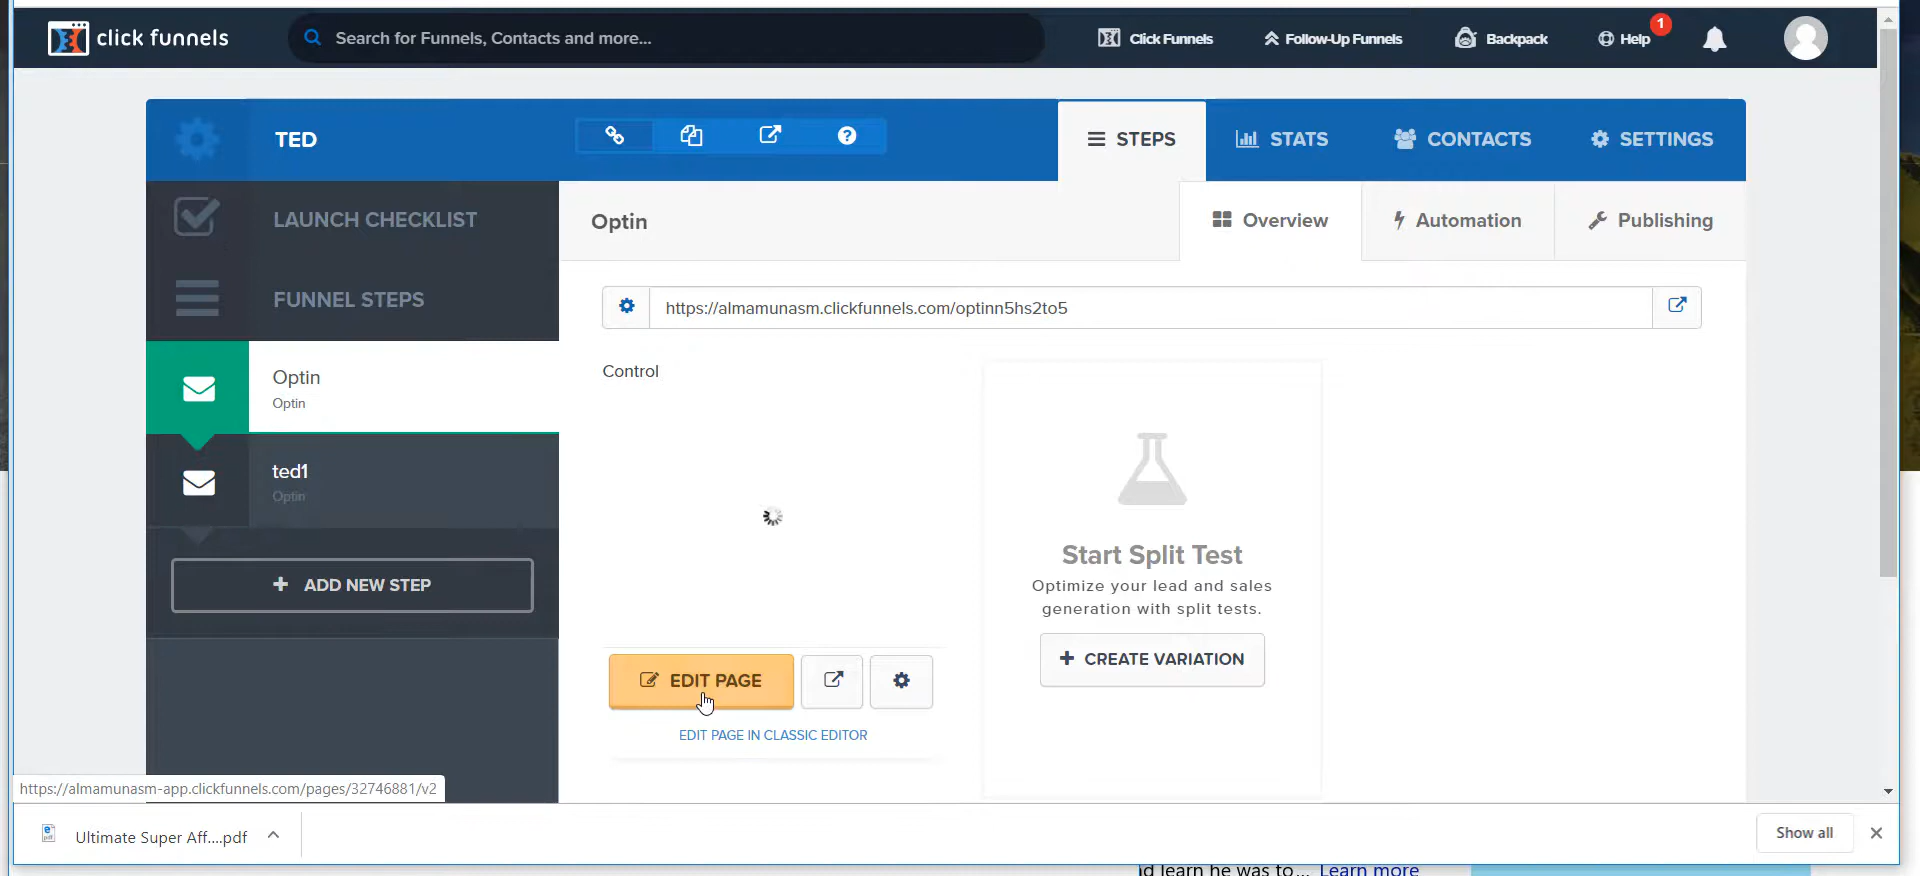 click funnels
Search for Funnels, Contacts and more...
Click Funnels
Follow-Up Funnels
Backpack
Help
1
TED
STEPS
STATS
CONTACTS
SETTINGS
LAUNCH CHECKLIST
FUNNEL STEPS
Optin
Overview
Automation
Publishing
https://almamunasm.clickfunnels.com/optinn5hs2to5
Optin
Optin
Control
ted1
Optin
ADD NEW STEP
Start Split Test
Optimize your lead and sales
generation with split tests.
CREATE VARIATION
EDIT PAGE
EDIT PAGE IN CLASSIC EDITOR
https://almamunasm-app.clickfunnels.com/pages/32746881/v2
Ultimate Super Aff....pdf
Show all
d learn he was to... Learn more